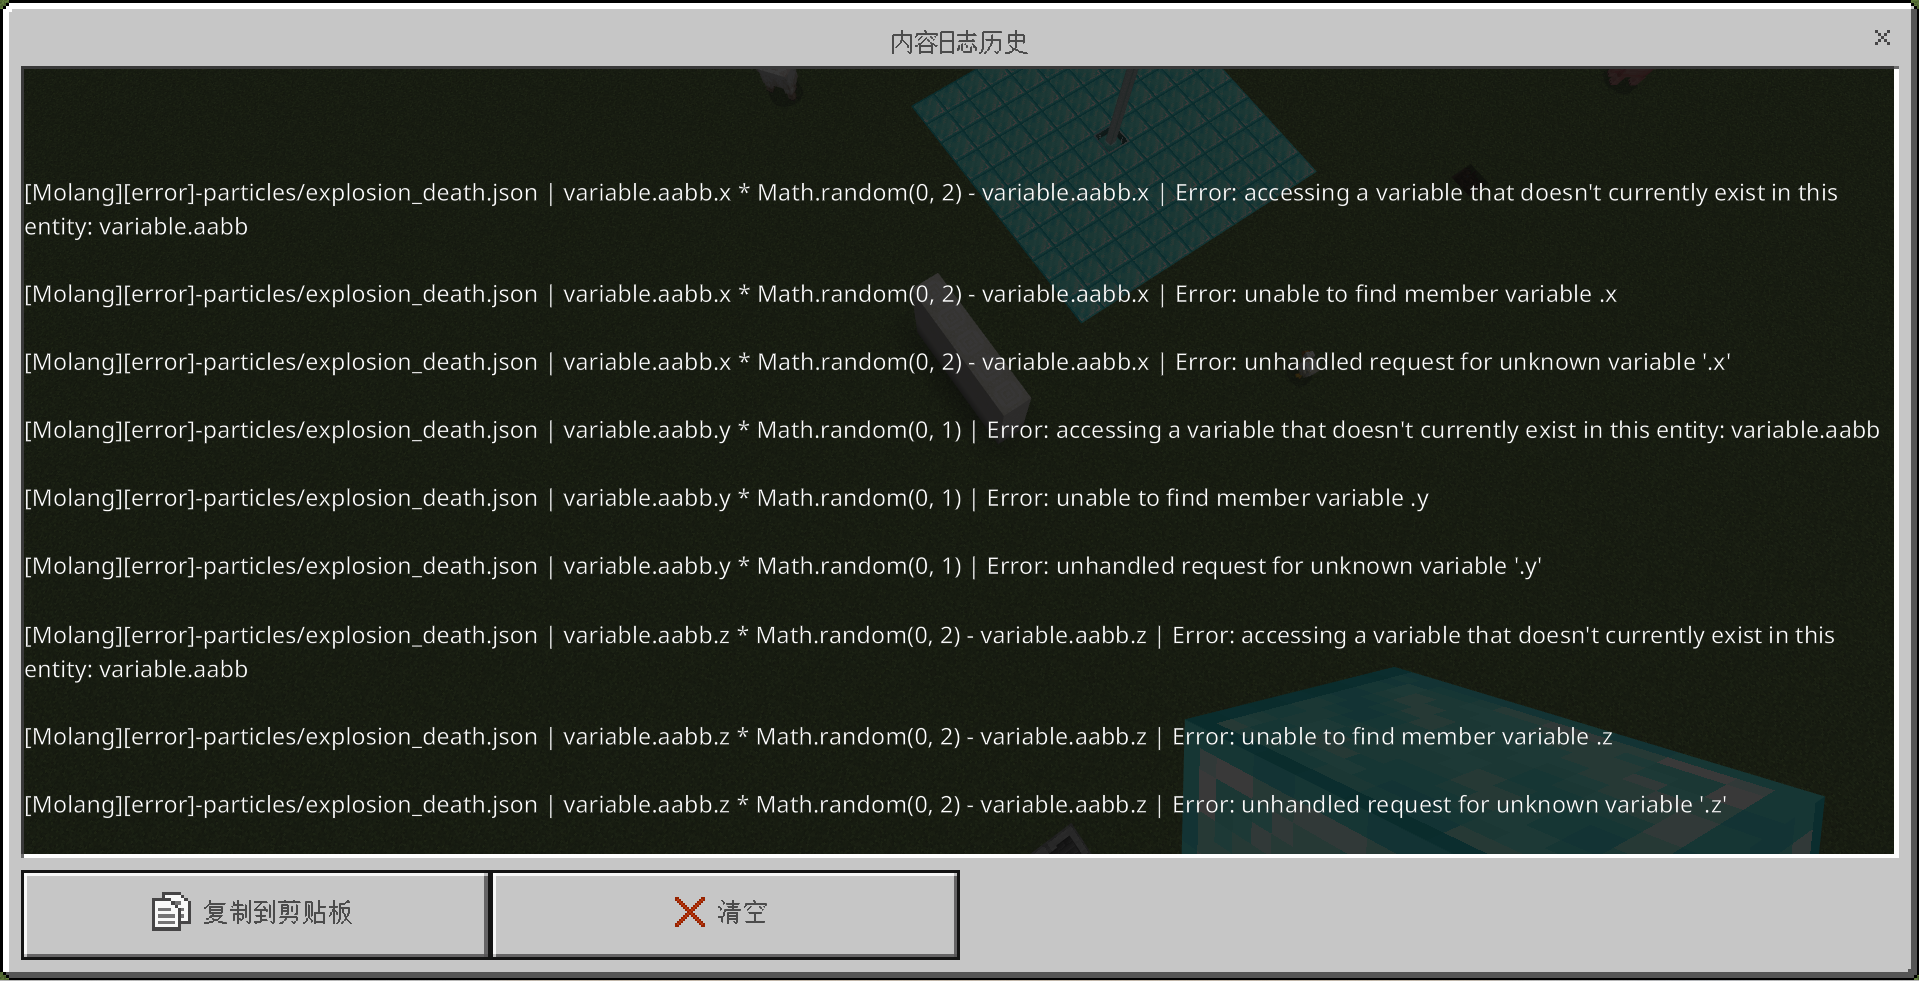 内容日志历史
[Molang][error]-particles/explosion_death.json | variable.aabb.x * Math.random(0, 2) - variable.aabb.x | Error: accessing a variable that doesn't currently exist in this
entity: variable.aabb
[Molang][error]-particles/explosion_death.json | variable.aabb.x * Math.random(0, 2) - variable.aabb.x | Error: unable to find member variable .x
[Molang][error]-particles/explosion_death.json | variable.aabb.x * Math.random(0, 2) - variable.aabb.x | Error: unhandled request for unknown variable '.x'
[Molang][error]-particles/explosion_death.json | variable.aabb.y * Math.random(0, 1) | Error: accessing a variable that doesn't currently exist in this entity: variable.aabb
[Molang][error]-particles/explosion_death.json | variable.aabb.y * Math.random(0, 1) | Error: unable to find member variable .y
[Molang][error]-particles/explosion_death.json | variable.aabb.y * Math.random(0, 1) | Error: unhandled request for unknown variable '.y'
[Molang][error]-particles/explosion_death.json | variable.aabb.z * Math.random(0, 2) - variable.aabb.z | Error: accessing a variable that doesn't currently exist in this
entity: variable.aabb
[Molang][error]-particles/explosion_death.json | variable.aabb.z * Math.random(0, 2) - variable.aabb.z | Error: unable to find member variable .z
[Molang][error]-particles/explosion_death.json | variable.aabb.z * Math.random(0, 2) - variable.aabb.z | Error: unhandled request for unknown variable '.z'
复制到剪贴板
清空